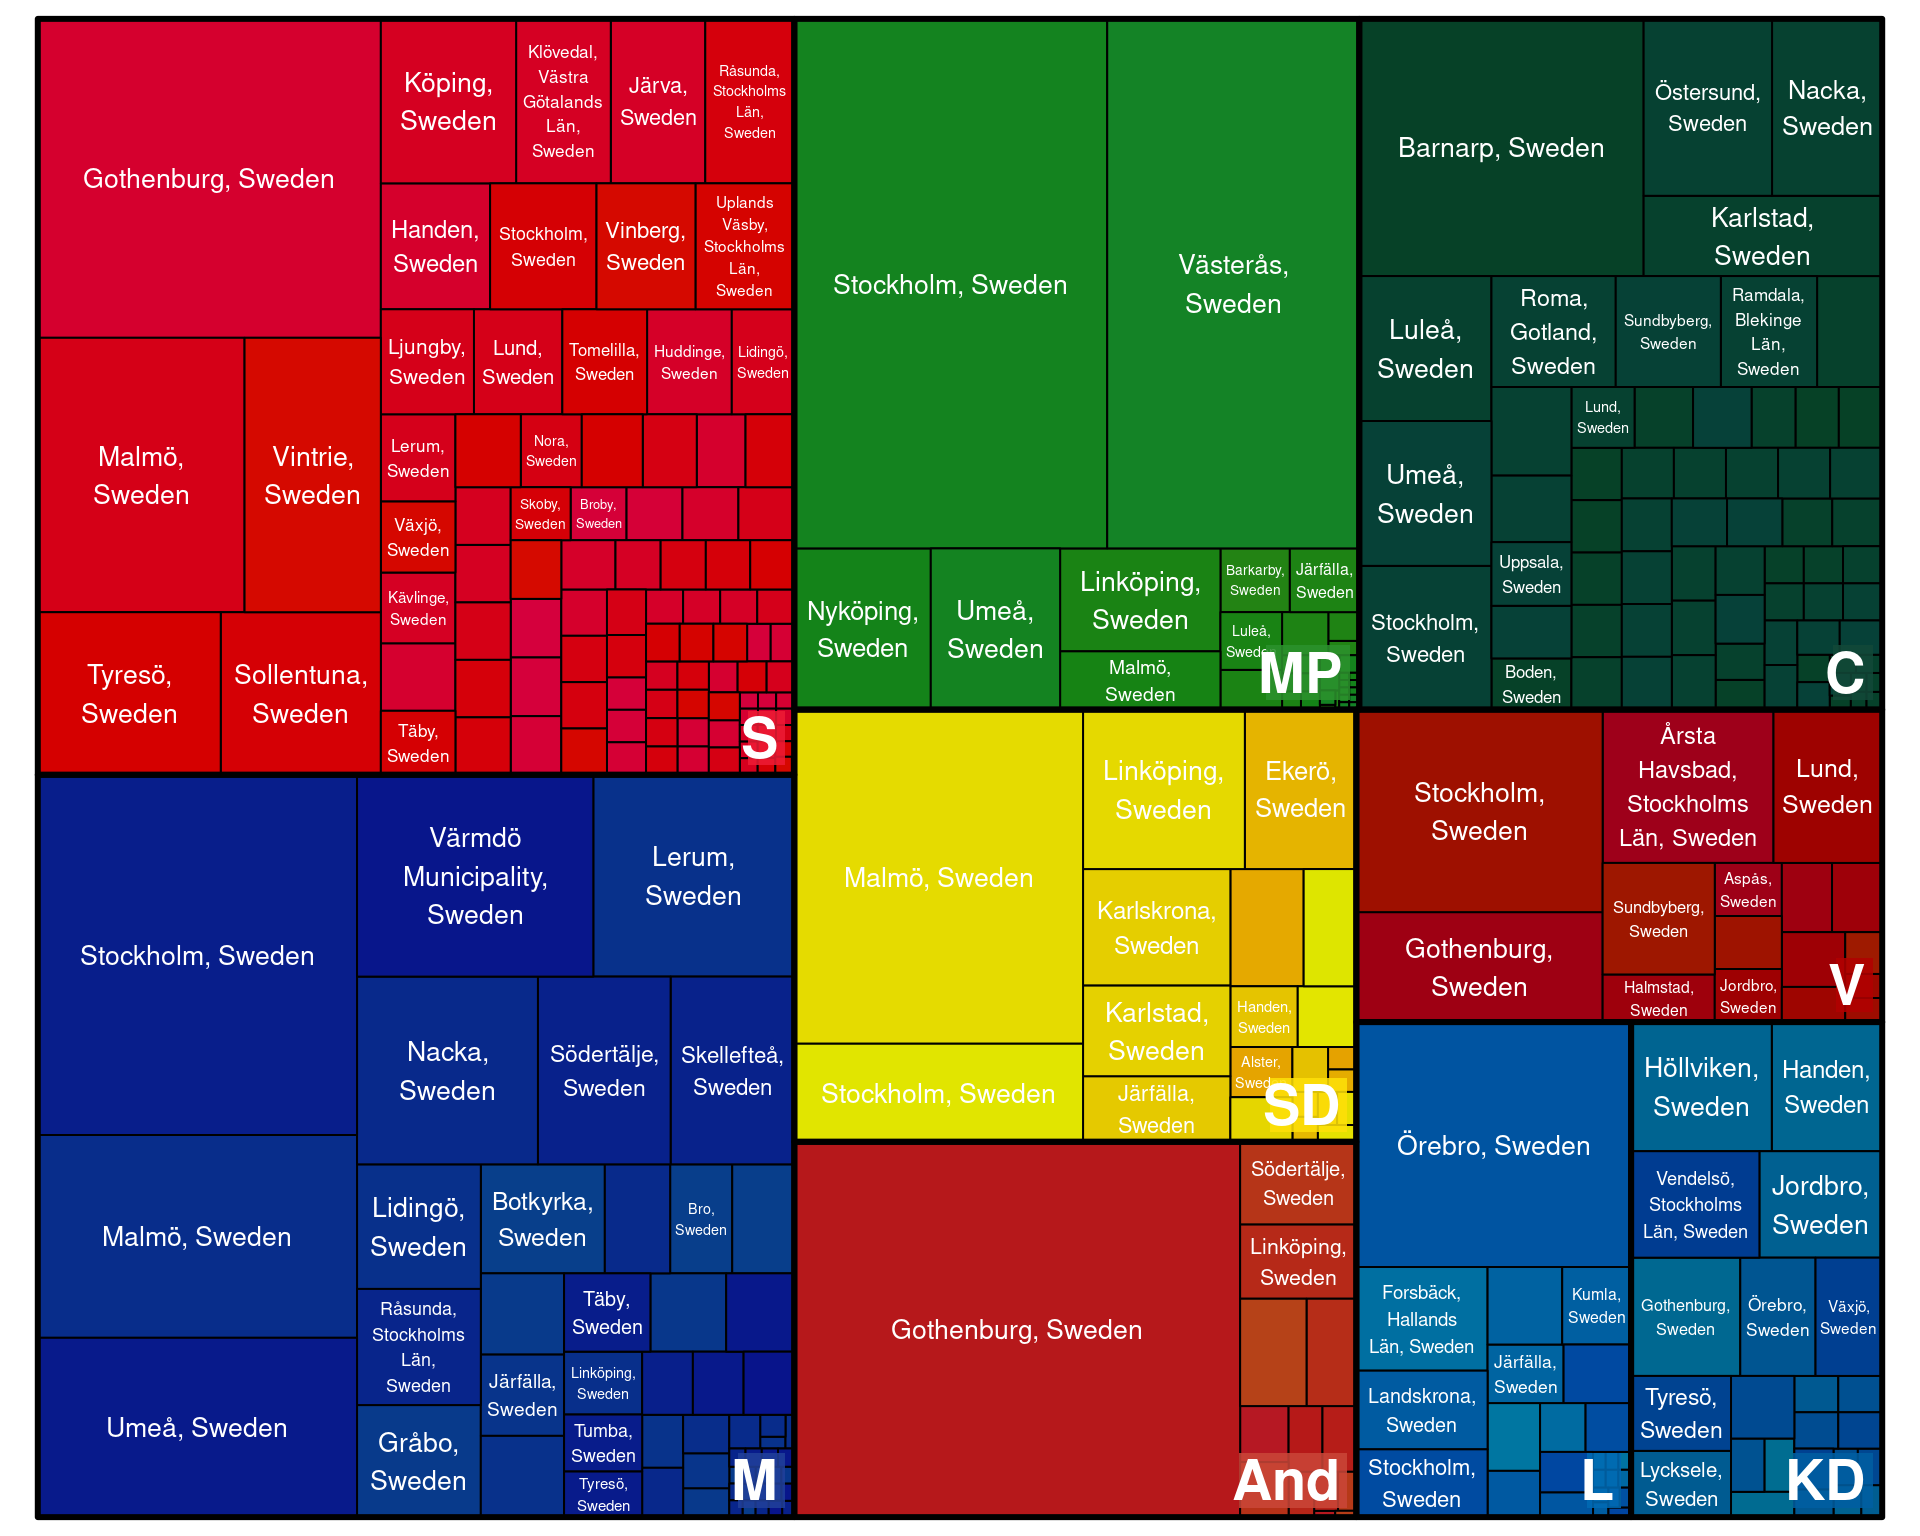 Gothenburg, Sweden
Malmö,
Sweden
Vintrie,
Sweden
Tyresö,
Sweden
Sollentuna,
Sweden
Köping,
Sweden
Klövedal,
Västra
Götalands
Län,
Sweden
Järva,
Sweden
Råsunda,
Stockholms
Län,
Sweden
Handen,
Sweden
Stockholm,
Sweden
Vinberg,
Sweden
Uplands
Väsby,
Stockholms
Län,
Sweden
Ljungby,
Sweden
Lund,
Sweden
Tomelilla,
Sweden
Huddinge,
Sweden
Lidingö,
Sweden
Lerum,
Sweden
Nora,
Sweden
Växjö,
Sweden
Skoby,
Sweden
Broby,
Sweden
Kävlinge,
Sweden
Täby,
Sweden
S
Stockholm, Sweden
Västerås,
Sweden
Nyköping,
Sweden
Umeå,
Sweden
Linköping,
Sweden
Malmö,
Sweden
Barkarby,
Sweden
Järfälla,
Sweden
Luleå,
Sweden
MP
Barnarp, Sweden
Östersund,
Sweden
Nacka,
Sweden
Karlstad,
Sweden
Luleå,
Sweden
Roma,
Gotland,
Sweden
Sundbyberg,
Sweden
Ramdala,
Blekinge
Län,
Sweden
Umeå,
Sweden
Lund,
Sweden
Stockholm,
Sweden
Uppsala,
Sweden
Boden,
Sweden
C
Stockholm, Sweden
Malmö, Sweden
Umeå, Sweden
Värmdö
Municipality,
Sweden
Lerum,
Sweden
Nacka,
Sweden
Södertälje,
Sweden
Skellefteå,
Sweden
Lidingö,
Sweden
Botkyrka,
Sweden
Bro,
Sweden
Råsunda,
Stockholms
Län,
Sweden
Gråbo,
Sweden
Järfälla,
Sweden
Täby,
Sweden
Linköping,
Sweden
Tumba,
Sweden
Tyresö,
Sweden
M
Malmö, Sweden
Stockholm, Sweden
Linköping,
Sweden
Ekerö,
Sweden
Karlskrona,
Sweden
Karlstad,
Sweden
Järfälla,
Sweden
Handen,
Sweden
Alster,
Sweden
SD
Gothenburg, Sweden
Södertälje,
Sweden
Linköping,
Sweden
And
Stockholm,
Sweden
Gothenburg,
Sweden
Årsta
Havsbad,
Stockholms
Län, Sweden
Lund,
Sweden
Sundbyberg,
Sweden
Aspås,
Sweden
Halmstad,
Sweden
Jordbro,
Sweden
V
Örebro, Sweden
Forsbäck,
Hallands
Län, Sweden
Kumla,
Sweden
Järfälla,
Sweden
Landskrona,
Sweden
Stockholm,
Sweden
L
Höllviken,
Sweden
Handen,
Sweden
Vendelsö,
Stockholms
Län, Sweden
Jordbro,
Sweden
Gothenburg,
Sweden
Örebro,
Sweden
Växjö,
Sweden
Tyresö,
Sweden
Lycksele,
Sweden
KD